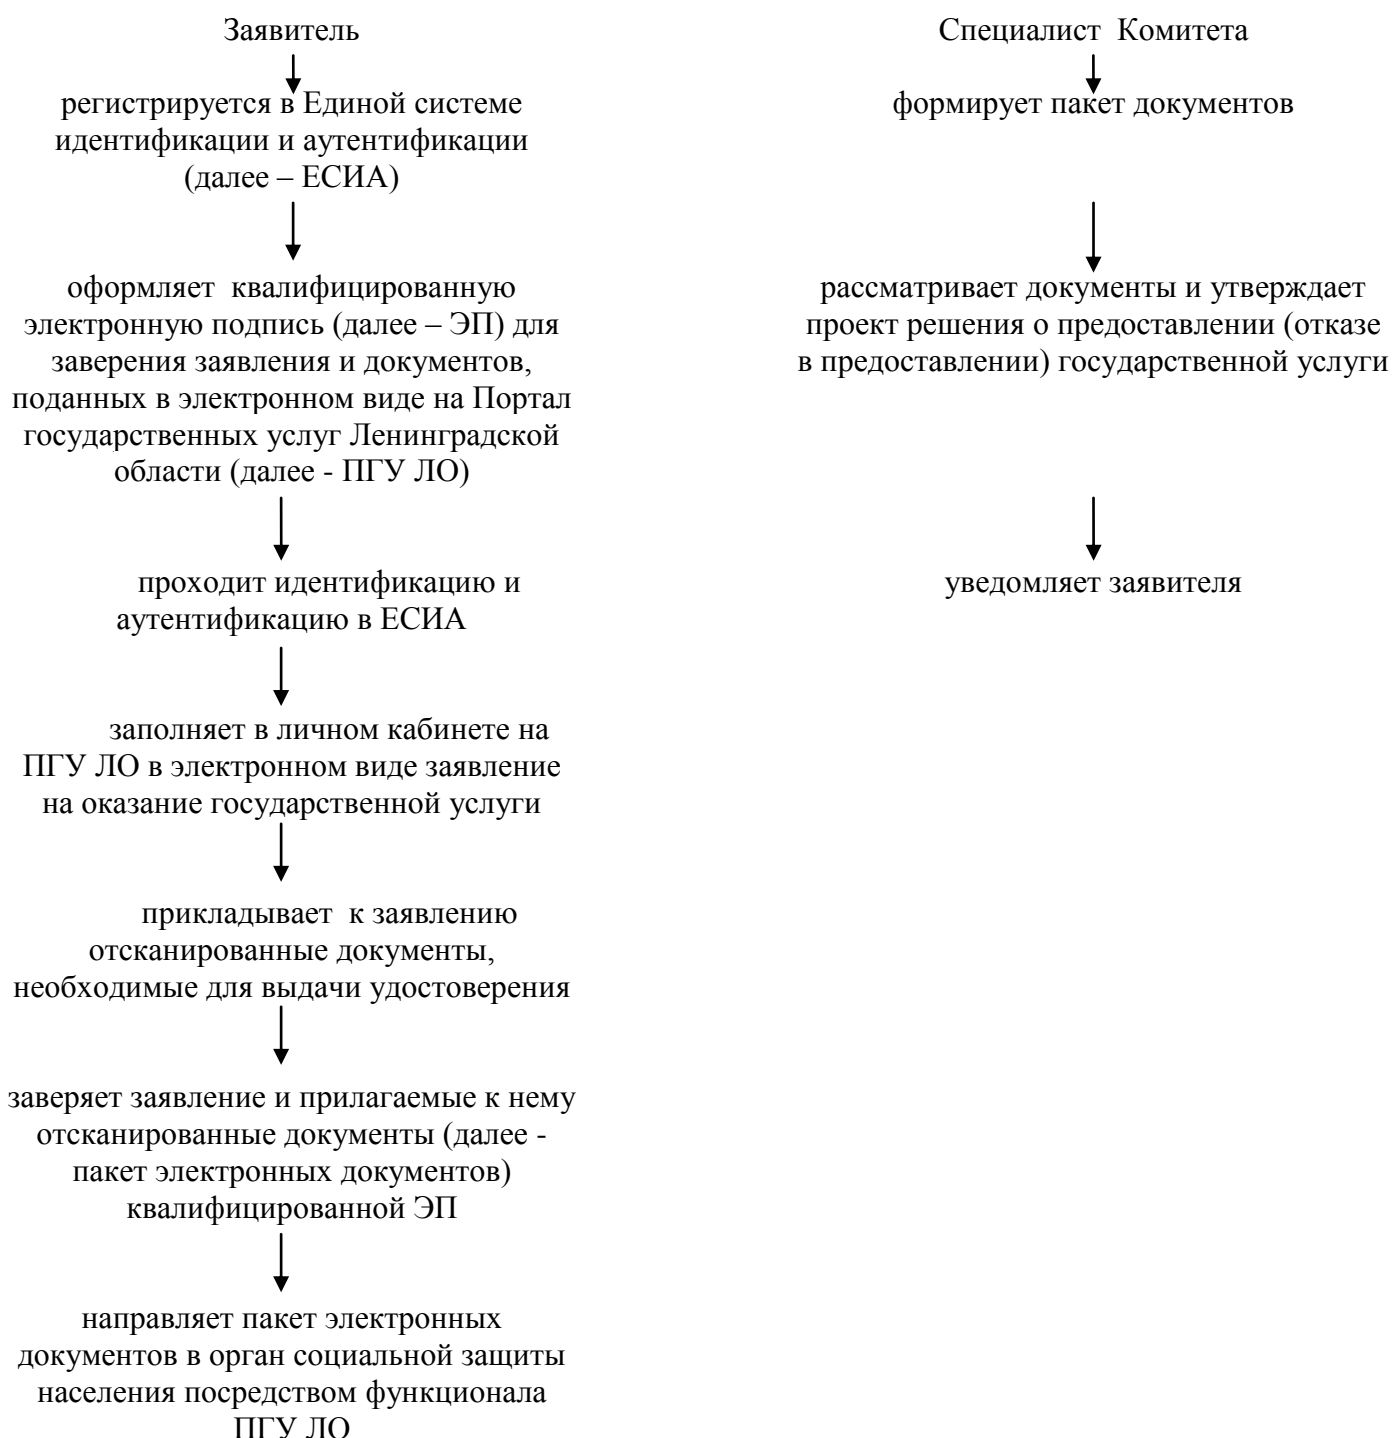 Заявитель
регистрируется в Единой системе
идентификации и аутентификации
(далее – ЕСИА)
оформляет квалифицированную
электронную подпись (далее – ЭП) для
заверения заявления и документов,
поданных в электронном виде на Портал
государственных услуг Ленинградской
области (далее - ПГУ ЛО)
проходит идентификацию и
аутентификацию в ЕСИА
заполняет в личном кабинете на
ПГУ ЛО в электронном виде заявление
на оказание государственной услуги
прикладывает к заявлению
отсканированные документы,
необходимые для выдачи удостоверения
заверяет заявление и прилагаемые к нему
отсканированные документы (далее -
пакет электронных документов)
квалифицированной ЭП
направляет пакет электронных
документов в орган социальной защиты
населения посредством функционала
ПГУ ЛО
Специалист Комитета
формирует пакет документов
рассматривает документы и утверждает
проект решения о предоставлении (отказе
в предоставлении) государственной услуги
уведомляет заявителя